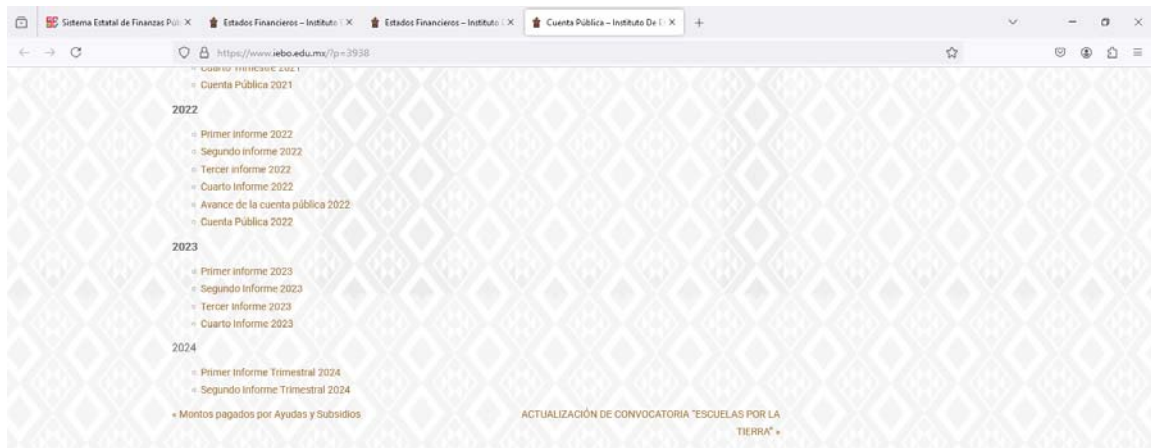 Sistema Estatal de Finanzas Púb
Estados Financieros – Instituto
Estados Financieros – Instituto
Cuenta Pública – Instituto De E
https://www.iebo.edu.mx/?p=3938
Cuarto Trimestre 2021
Cuenta Pública 2021
2022
Primer informe 2022
Segundo informe 2022
Tercer informe 2022
Cuarto Informe 2022
Avance de la cuenta pública 2022
Cuenta Pública 2022
2023
Primer informe 2023
Segundo Informe 2023
Tercer Informe 2023
Cuarto Informe 2023
2024
Primer Informe Trimestral 2024
Segundo Informe Trimestral 2024
« Montos pagados por Ayudas y Subsidios
ACTUALIZACIÓN DE CONVOCATORIA "ESCUELAS POR LA
TIERRA" »